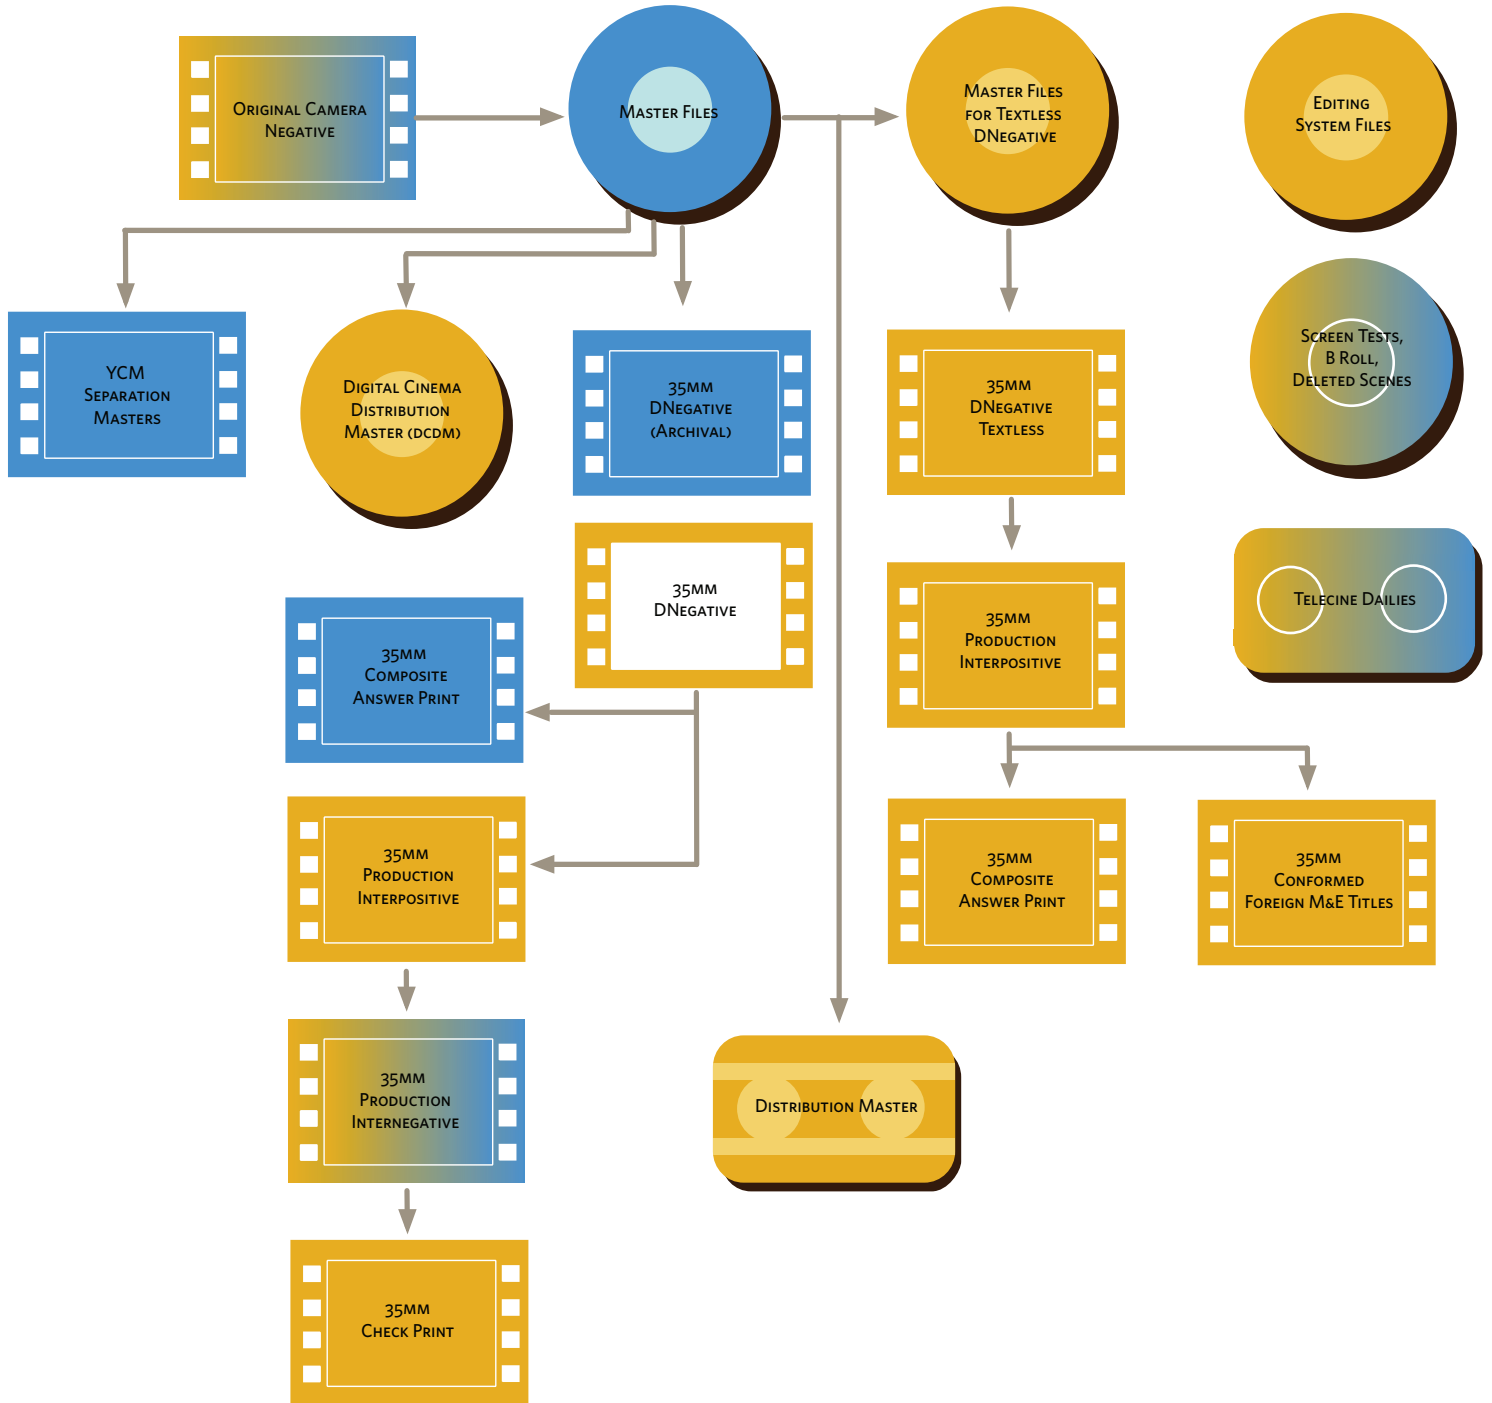 Original Camera
Negative
Master Files
Master Files
for Textless
DNegative
Editing
System Files
Screen Tests,
B Roll,
Deleted Scenes
YCM
Separation
Masters
Digital Cinema
Distribution
Master (dcdm)
35mm
DNegative
(Archival)
35mm
DNegative
Textless
35mm
DNegative
35mm
Composite
Answer Print
35mm
Production
Interpositive
Telecine Dailies
35mm
Production
Interpositive
35mm
Composite
Answer Print
35mm
Conformed
Foreign M&E Titles
35mm
Production
Internegative
Distribution Master
35mm
Check Print